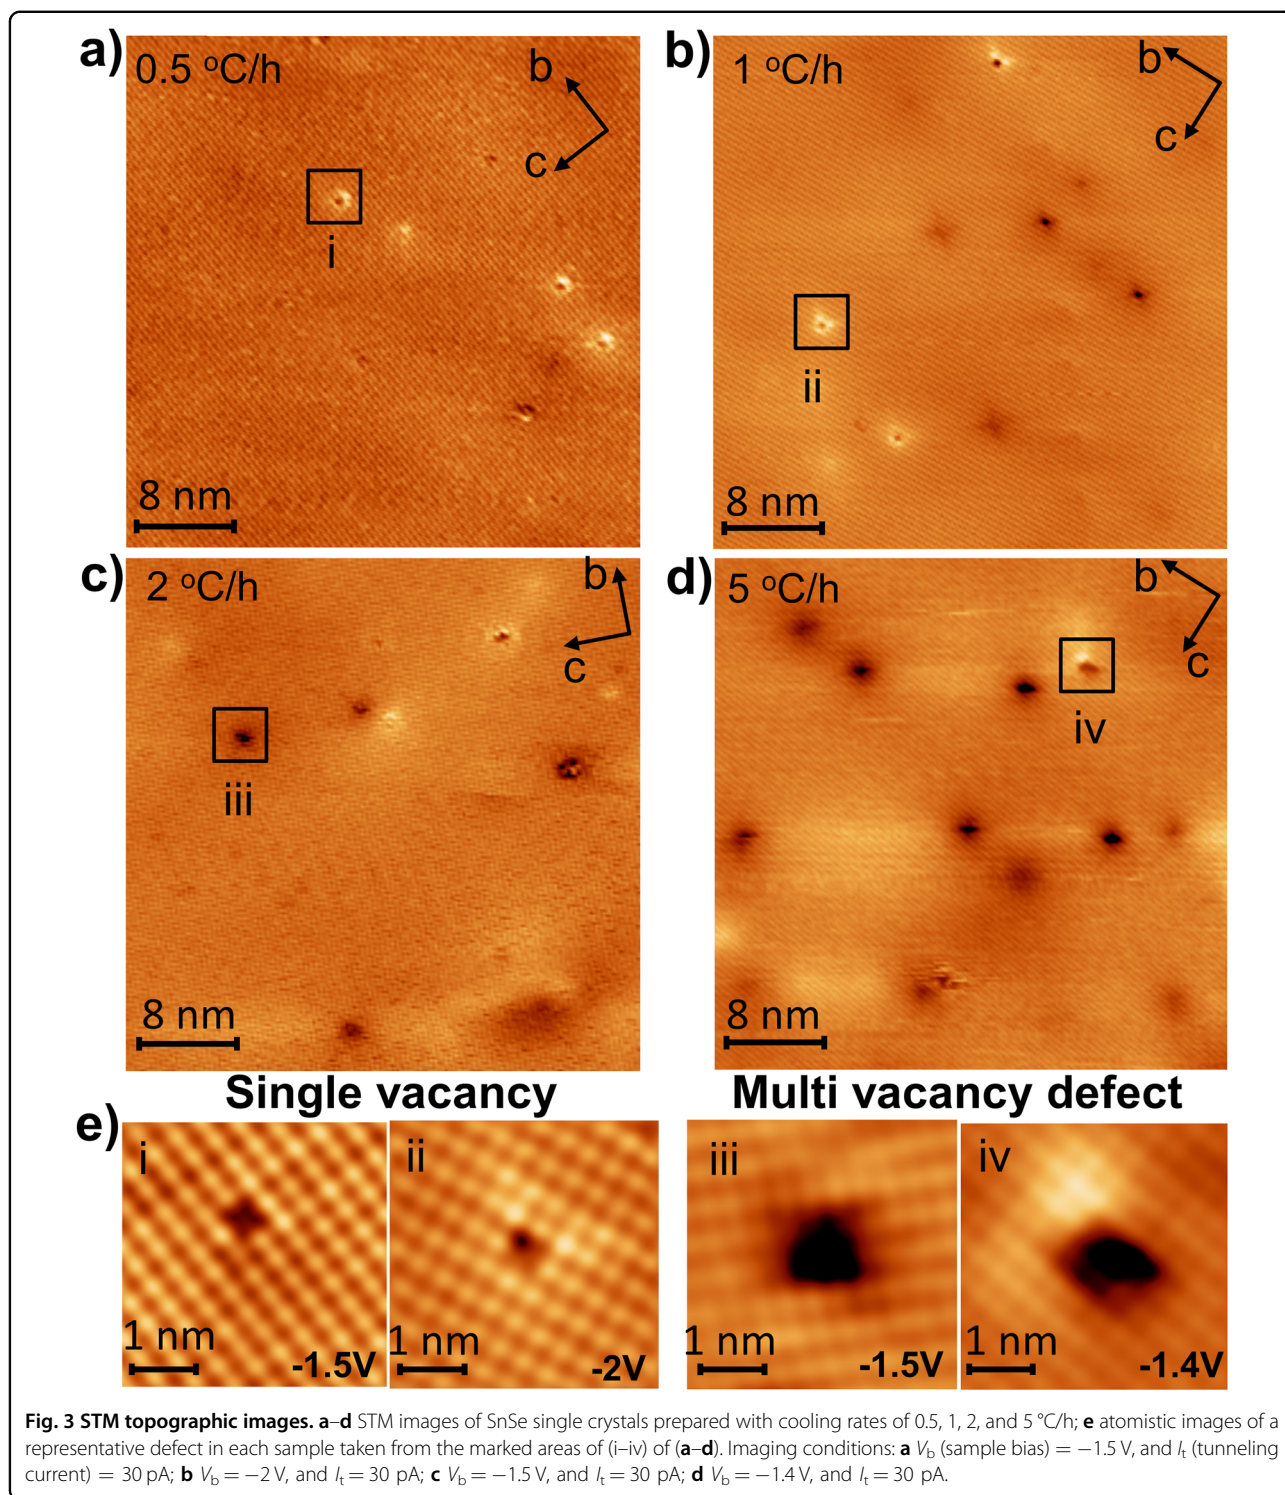 a)
0.5 °C/h
b
c
i
8 nm
b)
1 °C/h
b
c
ii
8 nm
c)
2 °C/h
b
c
iii
8 nm
d)
5 °C/h
b
c
iv
8 nm
Single vacancy
Multi vacancy defect
e)
i
1 nm
-1.5V
ii
1 nm
-2V
iii
1 nm
-1.5V
iv
1 nm
-1.4V
Fig. 3 STM topographic images. a–d STM images of SnSe single crystals prepared with cooling rates of 0.5, 1, 2, and 5 °C/h; e atomistic images of a
representative defect in each sample taken from the marked areas of (i–iv) of (a–d). Imaging conditions: a Vb (sample bias) = −1.5 V, and It (tunneling
current) = 30 pA; b Vb = −2 V, and It = 30 pA; c Vb = −1.5 V, and It = 30 pA; d Vb = −1.4 V, and It = 30 pA.